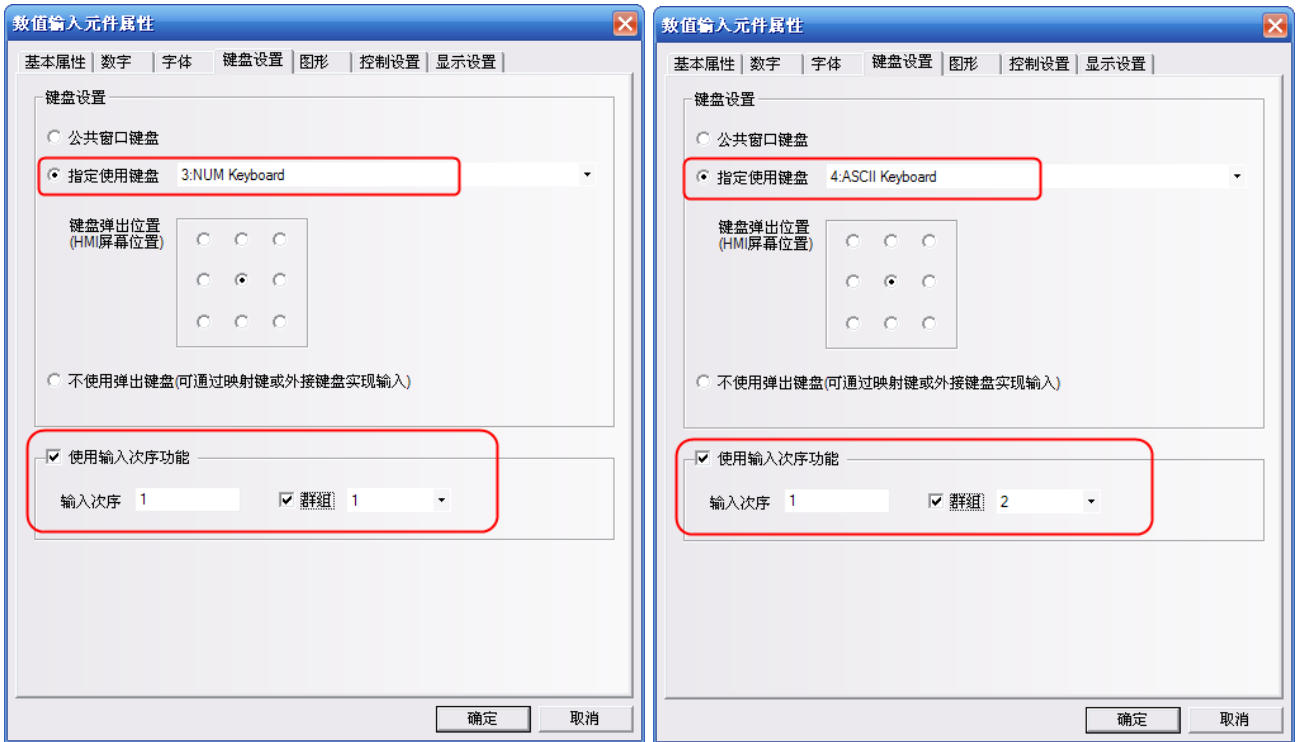 数值输入元件属性
基本属性 数字 字体 键盘设置 图形 控制设置 显示设置
键盘设置
公共窗口键盘
指定使用键盘 3:NUM Keyboard
键盘弹出位置
(HMI屏幕位置)
不使用弹出键盘(可通过映射键或外接键盘实现输入)
使用输入次序功能
输入次序 1 群组 1
确定 取消
数值输入元件属性
基本属性 数字 字体 键盘设置 图形 控制设置 显示设置
键盘设置
公共窗口键盘
指定使用键盘 4:ASCII Keyboard
键盘弹出位置
(HMI屏幕位置)
不使用弹出键盘(可通过映射键或外接键盘实现输入)
使用输入次序功能
输入次序 1 群组 2
确定 取消